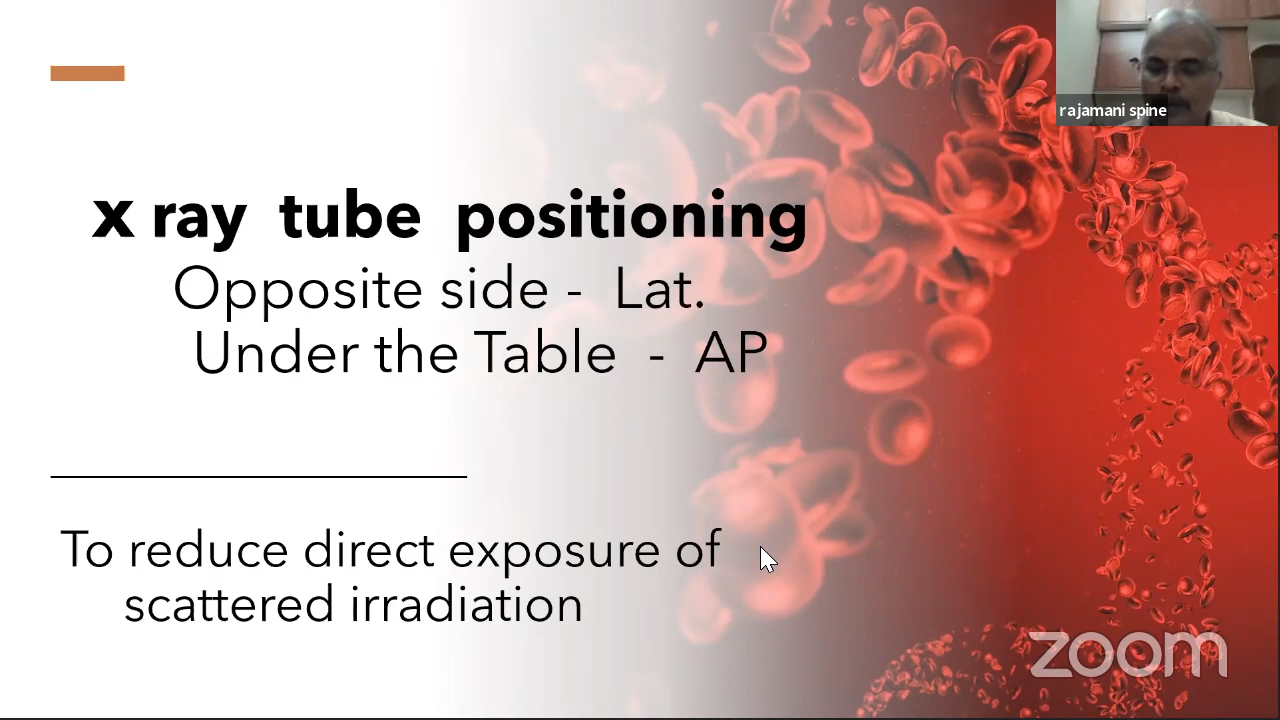 rajamani spine
x ray tube positioning
Opposite side - Lat.
Under the Table - AP
To reduce direct exposure of
scattered irradiation
zoom